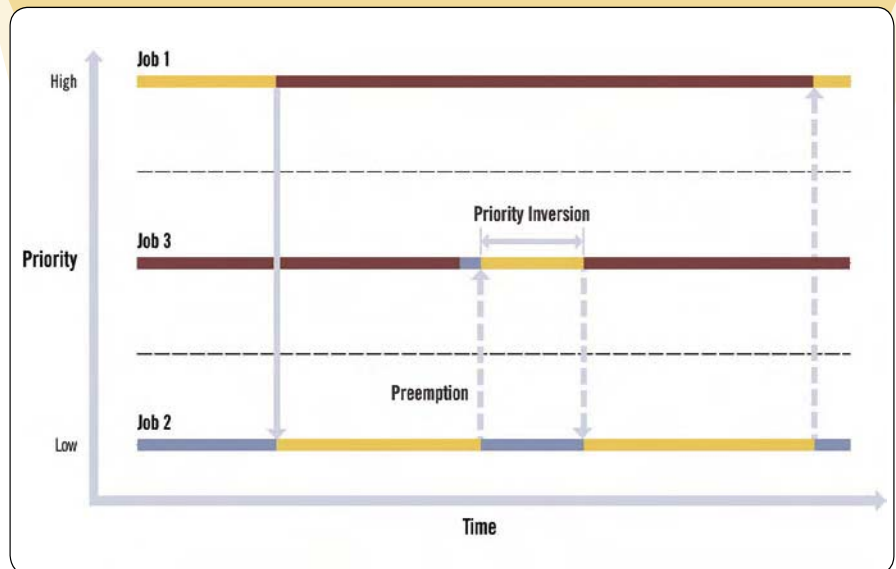 Job 1
High
Priority Inversion
Job 3
Priority
Preemption
Job 2
Low
Time